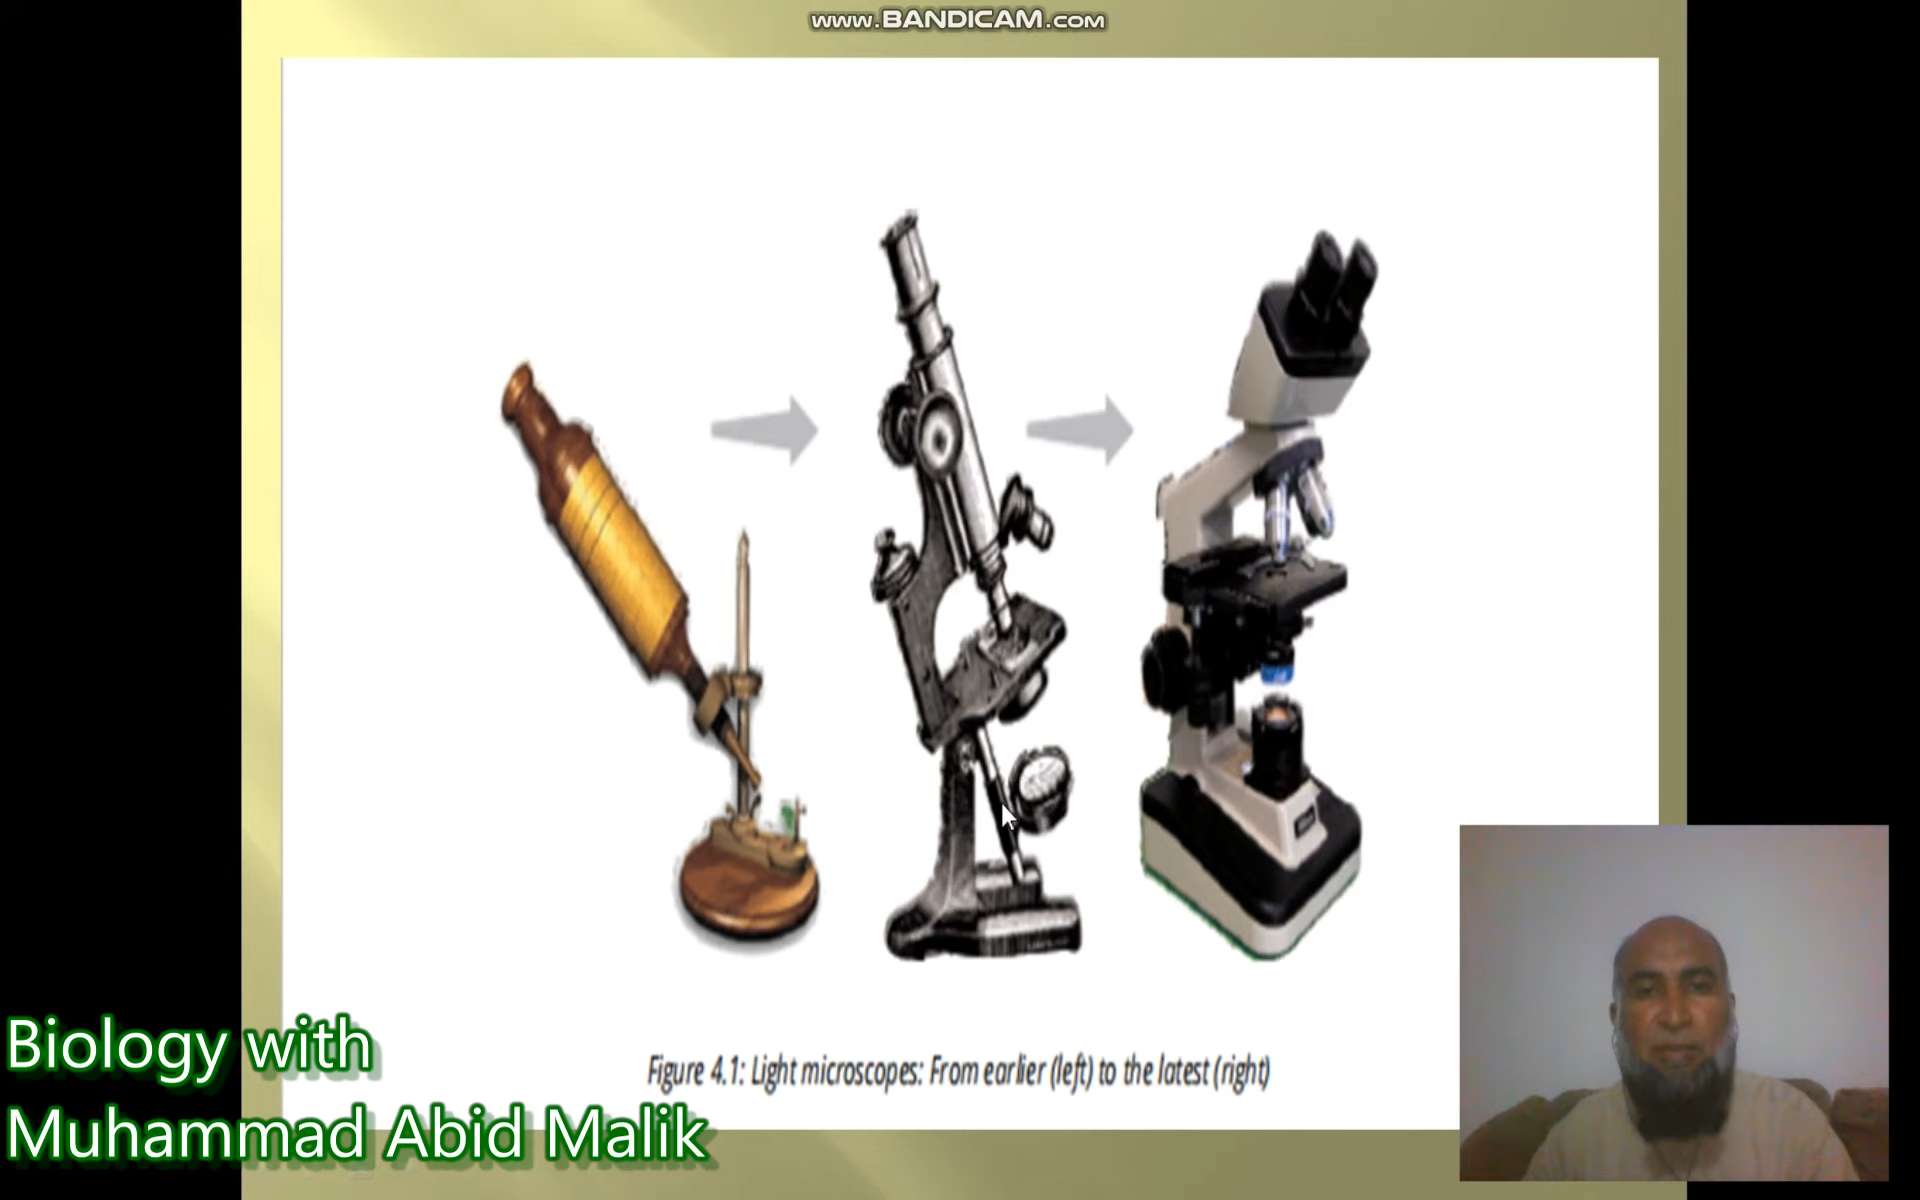 www.BANDICAM.com
Figure 4.1: Light microscopes: From earlier (left) to the latest (right)
Biology with
Muhammad Abid Malik